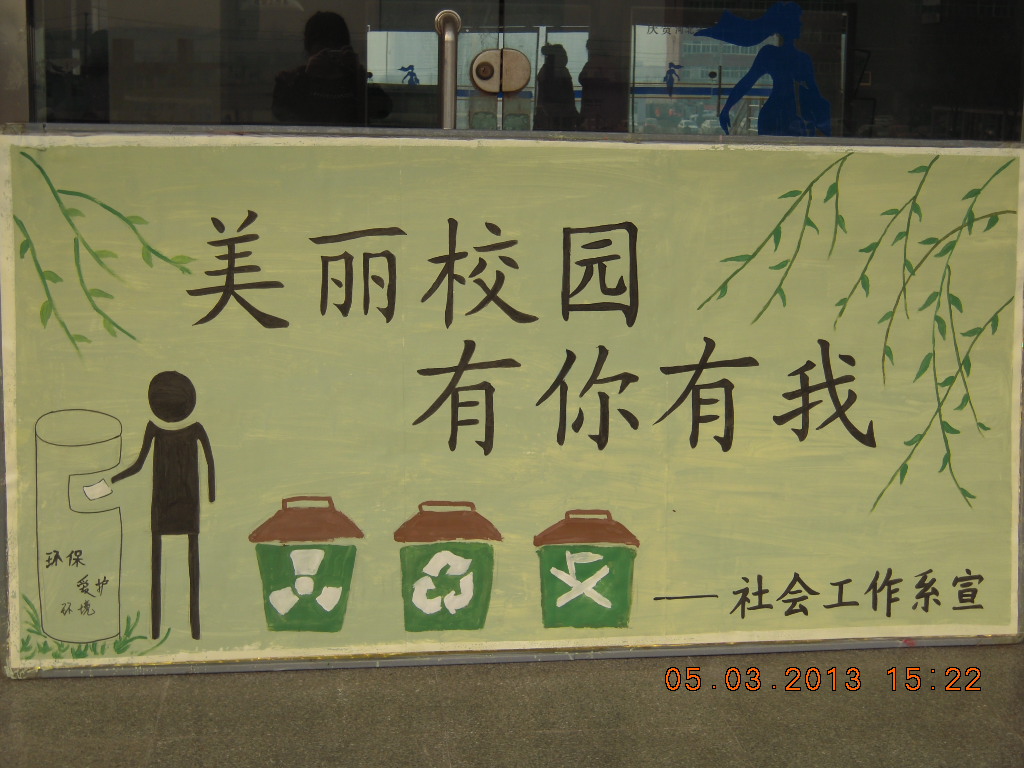 美丽校园
有你有我
环保
爱护
环境
——社会工作系宣
05.03.2013 15:22